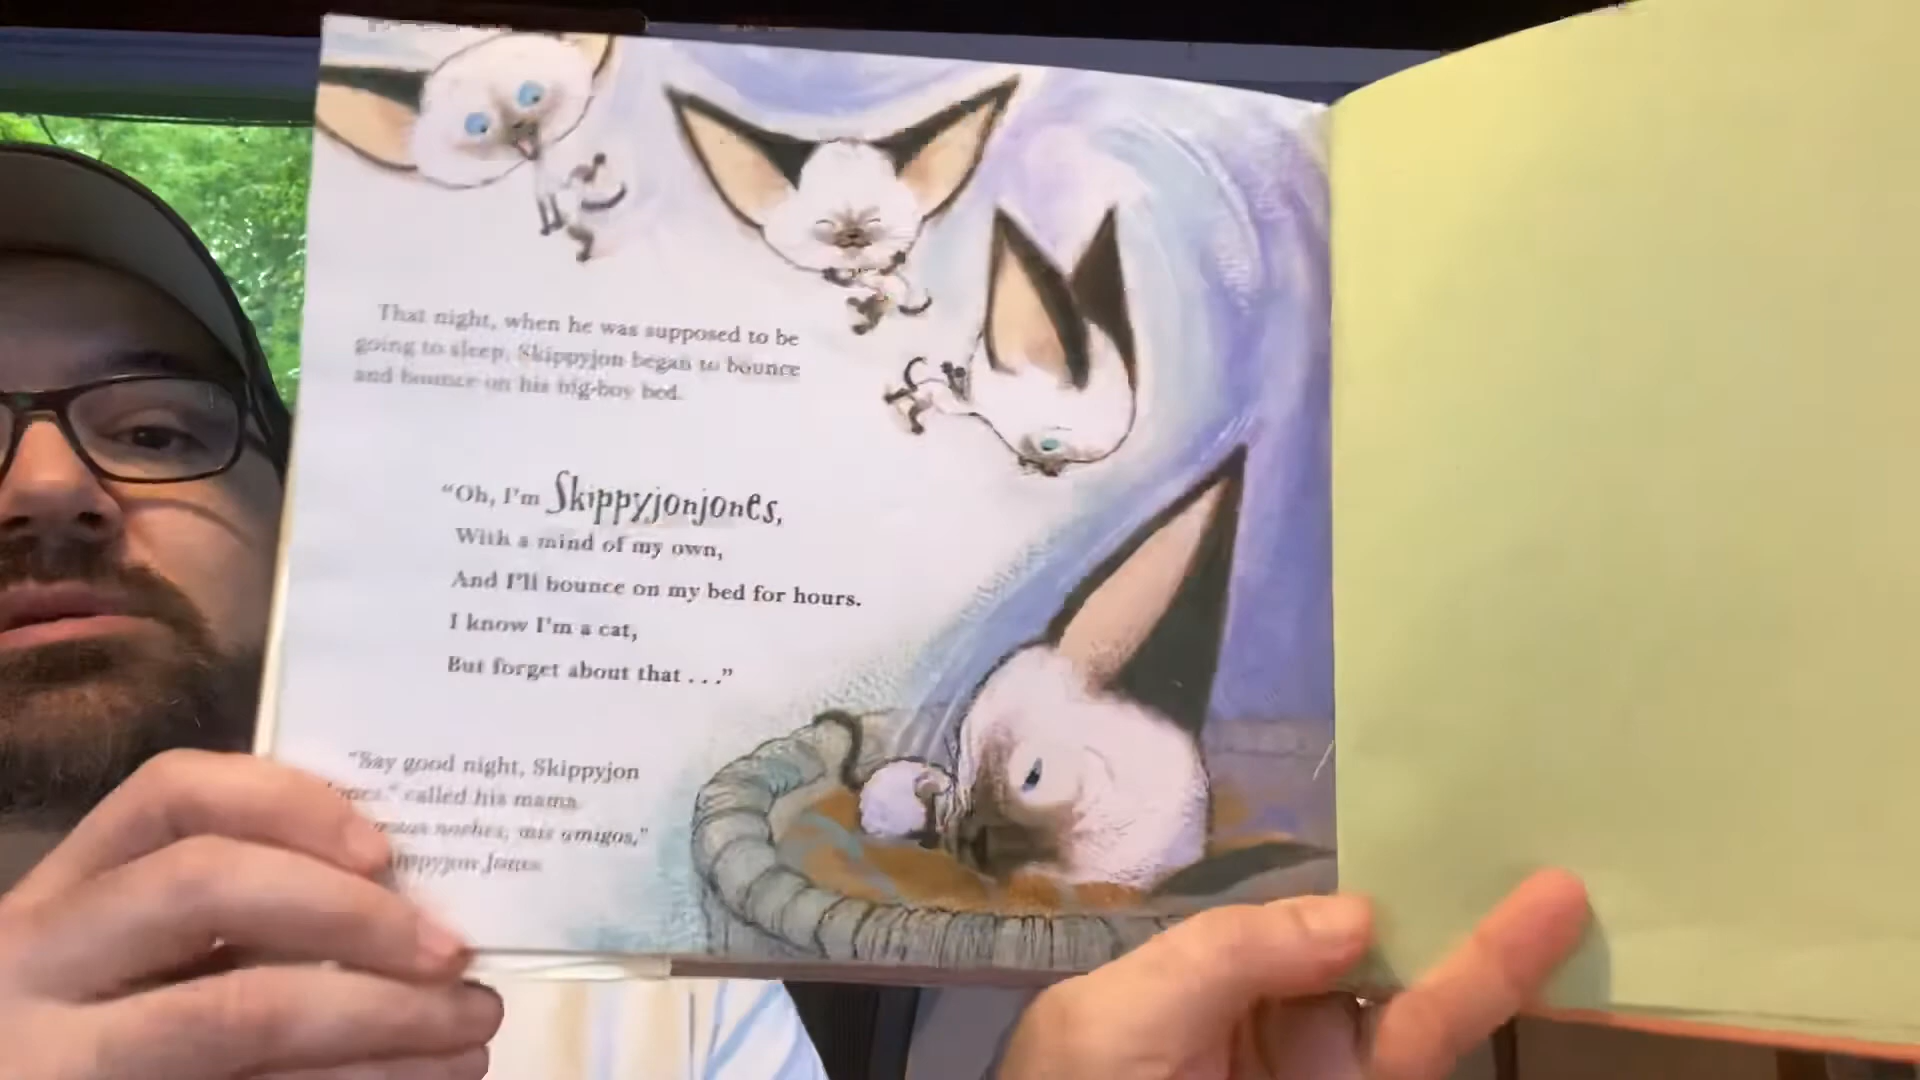 That night, when he was supposed to be
going to sleep, Skippyjon began to bounce
and bounce on his big-boy bed.
“Oh, I’m Skippyjonjones,
With a mind of my own,
And I’ll bounce on my bed for hours.
I know I’m a cat,
But forget about that . . .”
“Say good night, Skippyjon
called his mama
noches, mis amigos,”
Jones